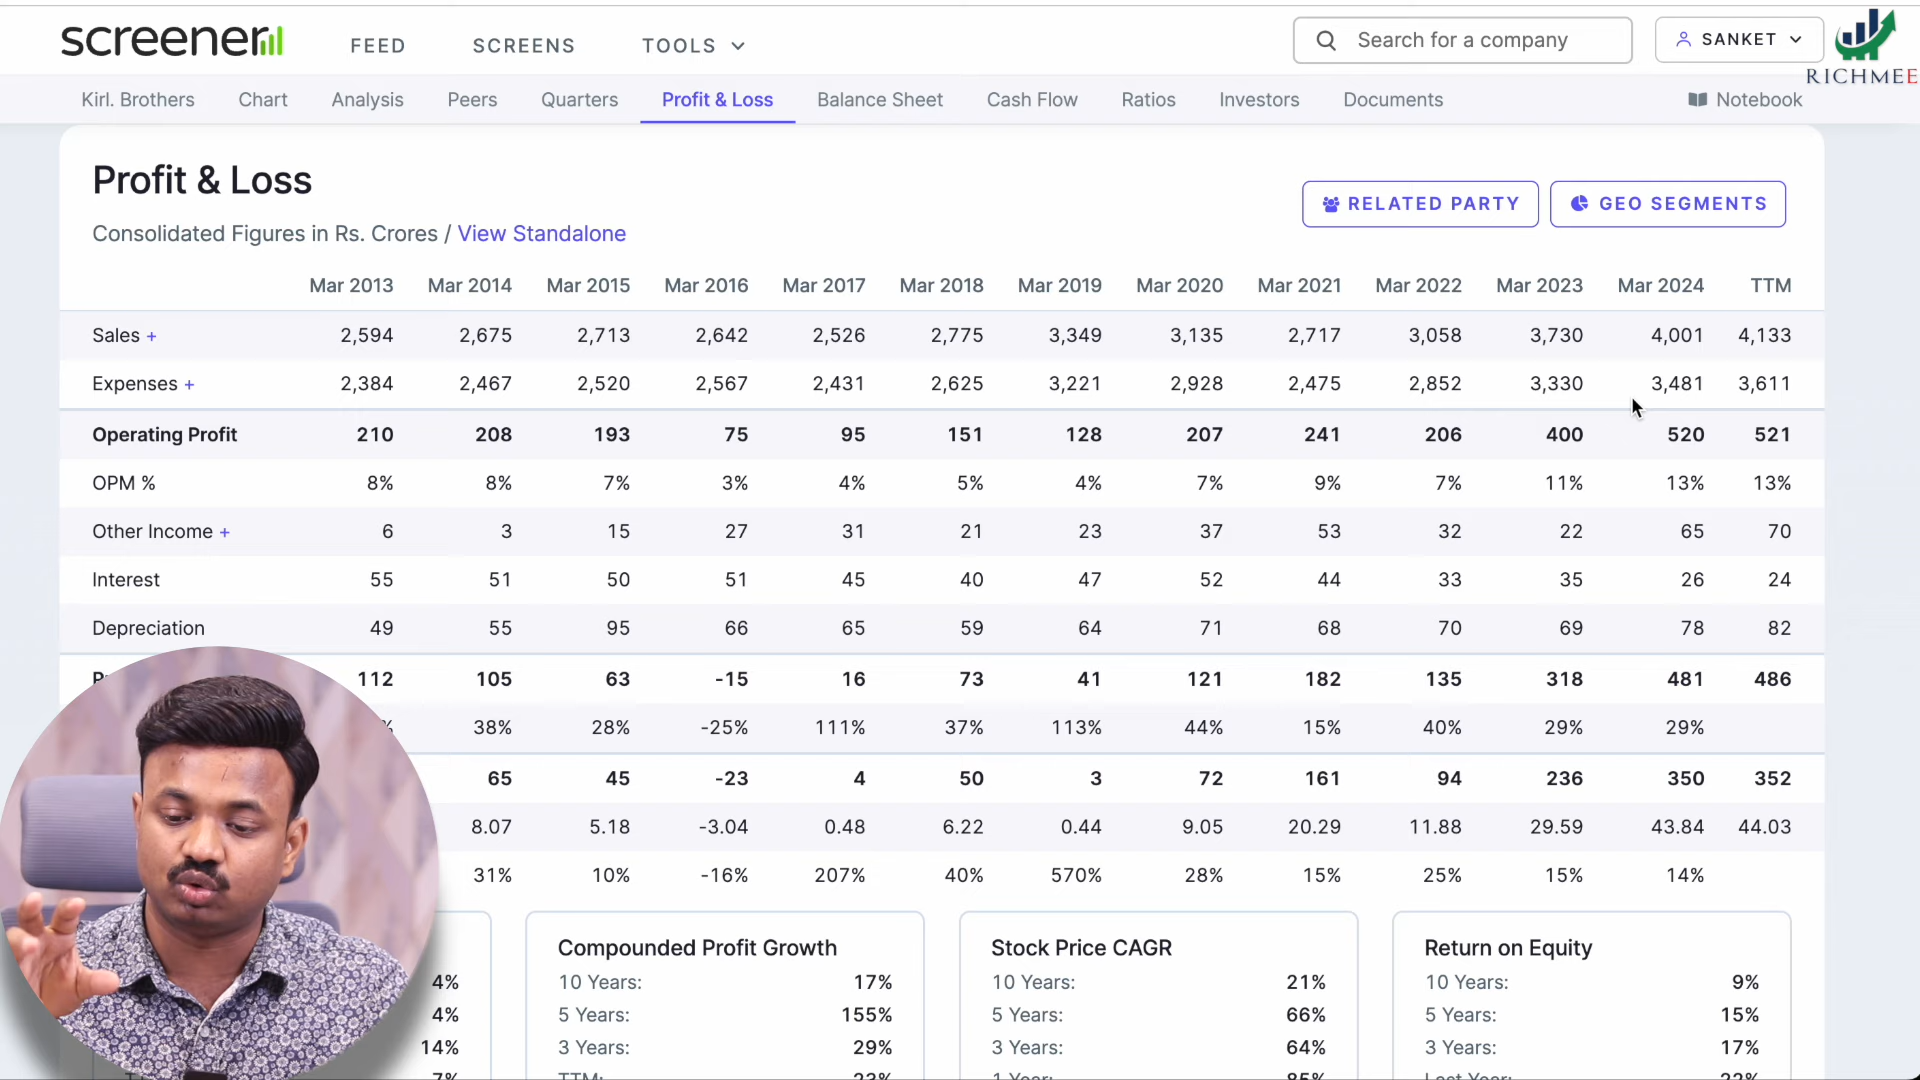 screener FEED SCREENS TOOLS Search for a company SANKET
RICHMEE
Kirl. Brothers Chart Analysis Peers Quarters Profit & Loss Balance Sheet Cash Flow Ratios Investors Documents Notebook
Profit & Loss
RELATED PARTY GEO SEGMENTS
Consolidated Figures in Rs. Crores / View Standalone
Mar 2013 Mar 2014 Mar 2015 Mar 2016 Mar 2017 Mar 2018 Mar 2019 Mar 2020 Mar 2021 Mar 2022 Mar 2023 Mar 2024 TTM
Sales + 2,594 2,675 2,713 2,642 2,526 2,775 3,349 3,135 2,717 3,058 3,730 4,001 4,133
Expenses + 2,384 2,467 2,520 2,567 2,431 2,625 3,221 2,928 2,475 2,852 3,330 3,481 3,611
Operating Profit 210 208 193 75 95 151 128 207 241 206 400 520 521
OPM % 8% 8% 7% 3% 4% 5% 4% 7% 9% 7% 11% 13% 13%
Other Income + 6 3 15 27 31 21 23 37 53 32 22 65 70
Interest 55 51 50 51 45 40 47 52 44 33 35 26 24
Depreciation 49 55 95 66 65 59 64 71 68 70 69 78 82
112 105 63 -15 16 73 41 121 182 135 318 481 486
38% 28% -25% 111% 37% 113% 44% 15% 40% 29% 29%
65 45 -23 4 50 3 72 161 94 236 350 352
8.07 5.18 -3.04 0.48 6.22 0.44 9.05 20.29 11.88 29.59 43.84 44.03
31% 10% -16% 207% 40% 570% 28% 15% 25% 15% 14%
Compounded Profit Growth Stock Price CAGR Return on Equity
4% 10 Years: 17% 10 Years: 21% 10 Years: 9%
4% 5 Years: 155% 5 Years: 66% 5 Years: 15%
14% 3 Years: 29% 3 Years: 64% 3 Years: 17%